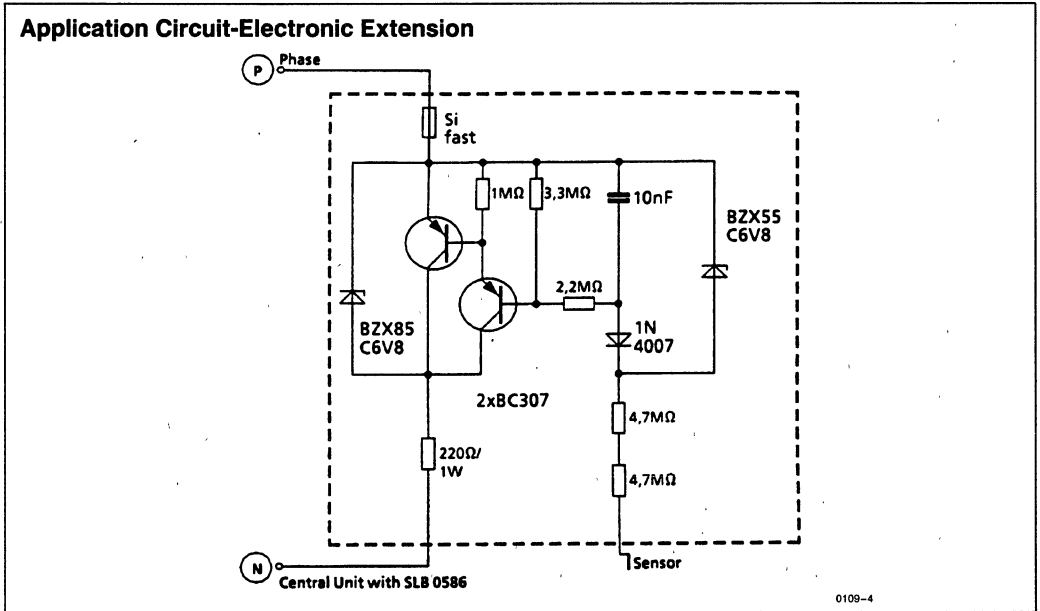 Application Circuit-Electronic Extension
P
Phase
Si
fast
1MΩ
3,3MΩ
10nF
BZX55
C6V8
2,2MΩ
BZX85
C6V8
1N
4007
2xBC307
4,7MΩ
220Ω/
1W
4,7MΩ
N
Central Unit with SLB 0586
Sensor
0109-4